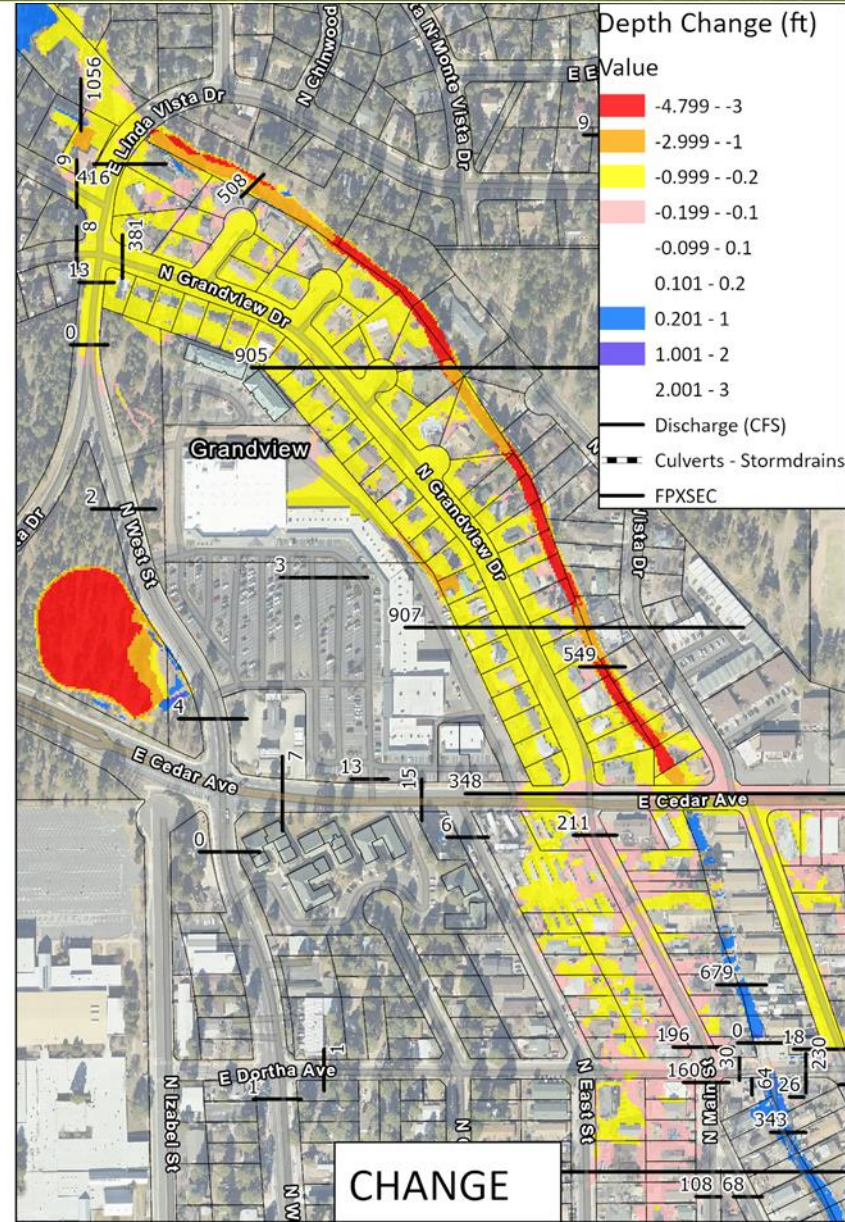 Depth Change (ft)
Value
-4.799 - -3
-2.999 - -1
-0.999 - -0.2
-0.199 - -0.1
-0.099 - 0.1
0.101 - 0.2
0.201 - 1
1.001 - 2
2.001 - 3
Discharge (CFS)
Culverts - Stormdrains
FPXSEC
N Chinwood
N Monte Vista Dr
E E
9
1056
E Linda Vista Dr
9
416
508
8
381
13
N Grandview Dr
0
905
Grandview
N Grandview Dr
2
N West St
ta Dr
Vista Dr
3
907
549
4
E Cedar Ave
7
13
15
348
E Cedar Ave
0
6
211
679
196
0
18
230
30
160
64
26
1
E Dortha Ave
1
343
N Izabel St
N East St
N Main St
108
68
CHANGE